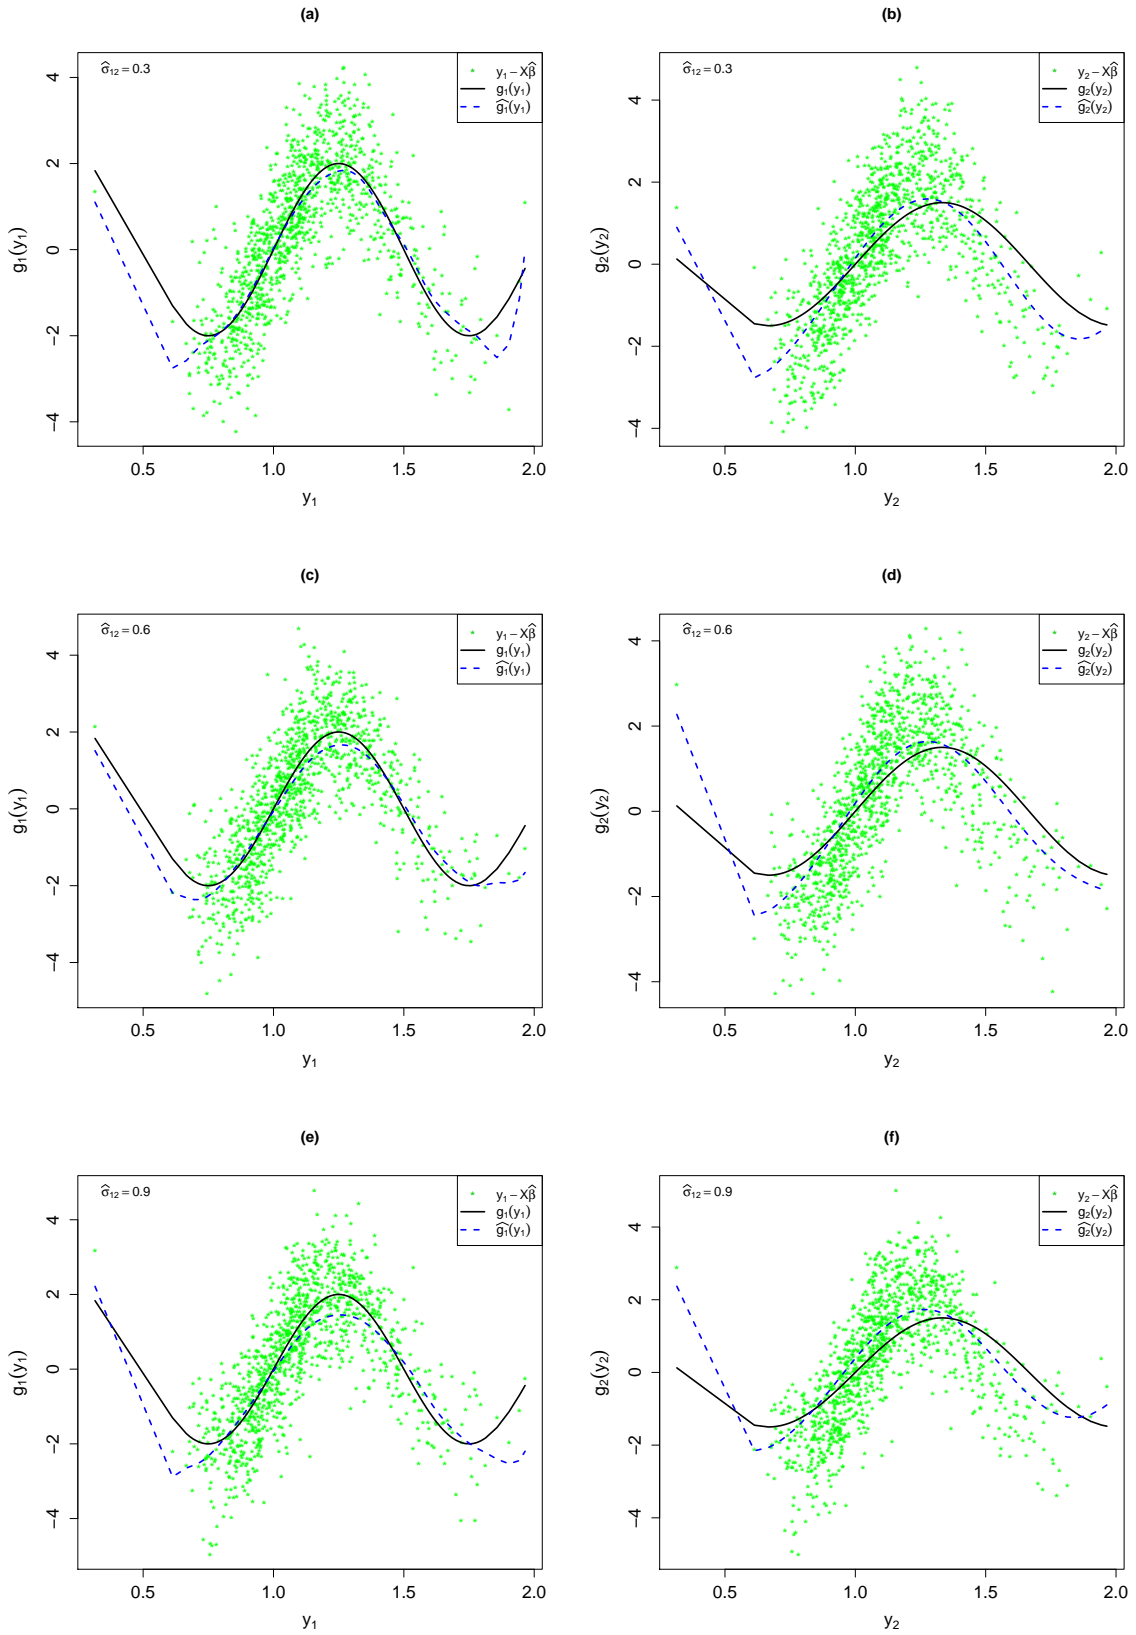 (a)
σ̂₁₂ = 0.3
y₁ − Xβ̂
g₁(y₁)
ĝ₁(y₁)
g₁(y₁)
4
2
0
−2
−4
0.5 1.0 1.5 2.0
y₁
(b)
σ̂₁₂ = 0.3
y₂ − Xβ̂
g₂(y₂)
ĝ₂(y₂)
g₂(y₂)
4
2
0
−2
−4
0.5 1.0 1.5 2.0
y₂
(c)
σ̂₁₂ = 0.6
y₁ − Xβ̂
g₁(y₁)
ĝ₁(y₁)
g₁(y₁)
4
2
0
−2
−4
0.5 1.0 1.5 2.0
y₁
(d)
σ̂₁₂ = 0.6
y₂ − Xβ̂
g₂(y₂)
ĝ₂(y₂)
g₂(y₂)
4
2
0
−2
−4
0.5 1.0 1.5 2.0
y₂
(e)
σ̂₁₂ = 0.9
y₁ − Xβ̂
g₁(y₁)
ĝ₁(y₁)
g₁(y₁)
4
2
0
−2
−4
0.5 1.0 1.5 2.0
y₁
(f)
σ̂₁₂ = 0.9
y₂ − Xβ̂
g₂(y₂)
ĝ₂(y₂)
g₂(y₂)
4
2
0
−2
−4
0.5 1.0 1.5 2.0
y₂